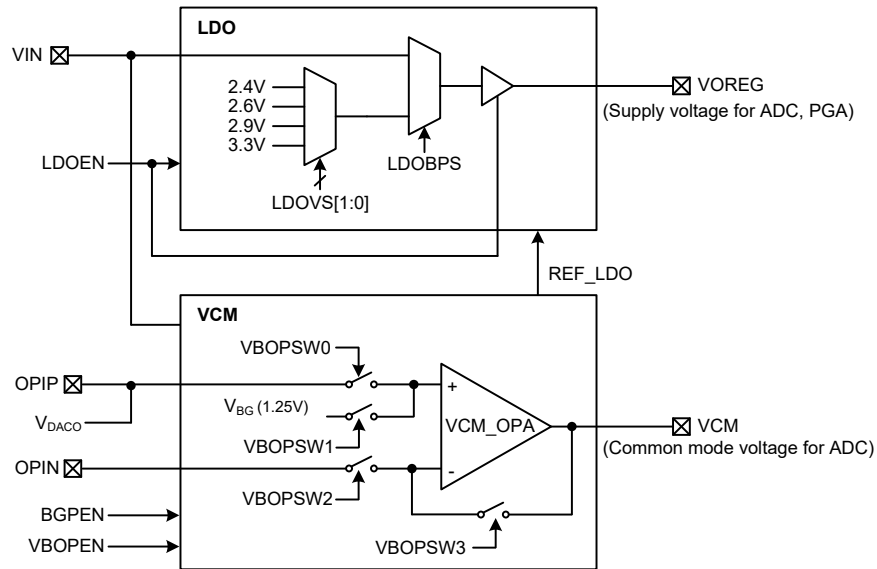 LDO
VIN
2.4V
2.6V
2.9V
3.3V
VOREG
(Supply voltage for ADC, PGA)
LDOEN
LDOBPS
LDOVS[1:0]
REF_LDO
VCM
VBOPSW0
OPIP
+
VBG (1.25V)
VDACO
VCM_OPA
VCM
(Common mode voltage for ADC)
VBOPSW1
OPIN
-
VBOPSW2
BGPEN
VBOPEN
VBOPSW3